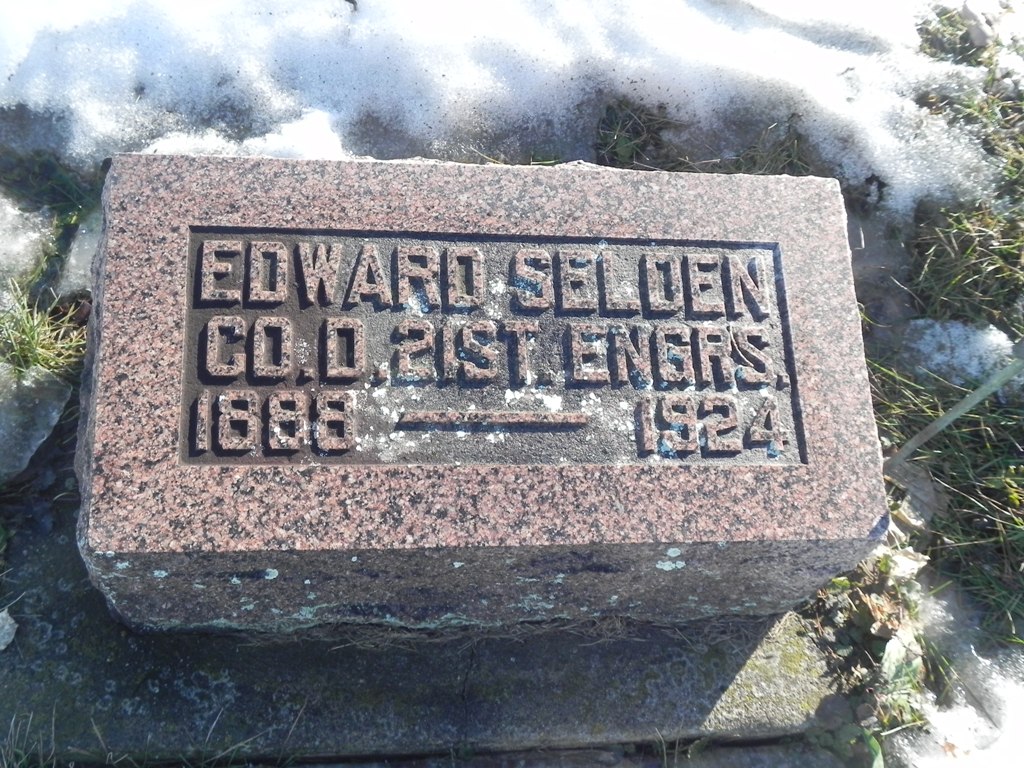 EDWARD SELDEN
CO. D. 21ST. ENGRS.
1888 — 1924